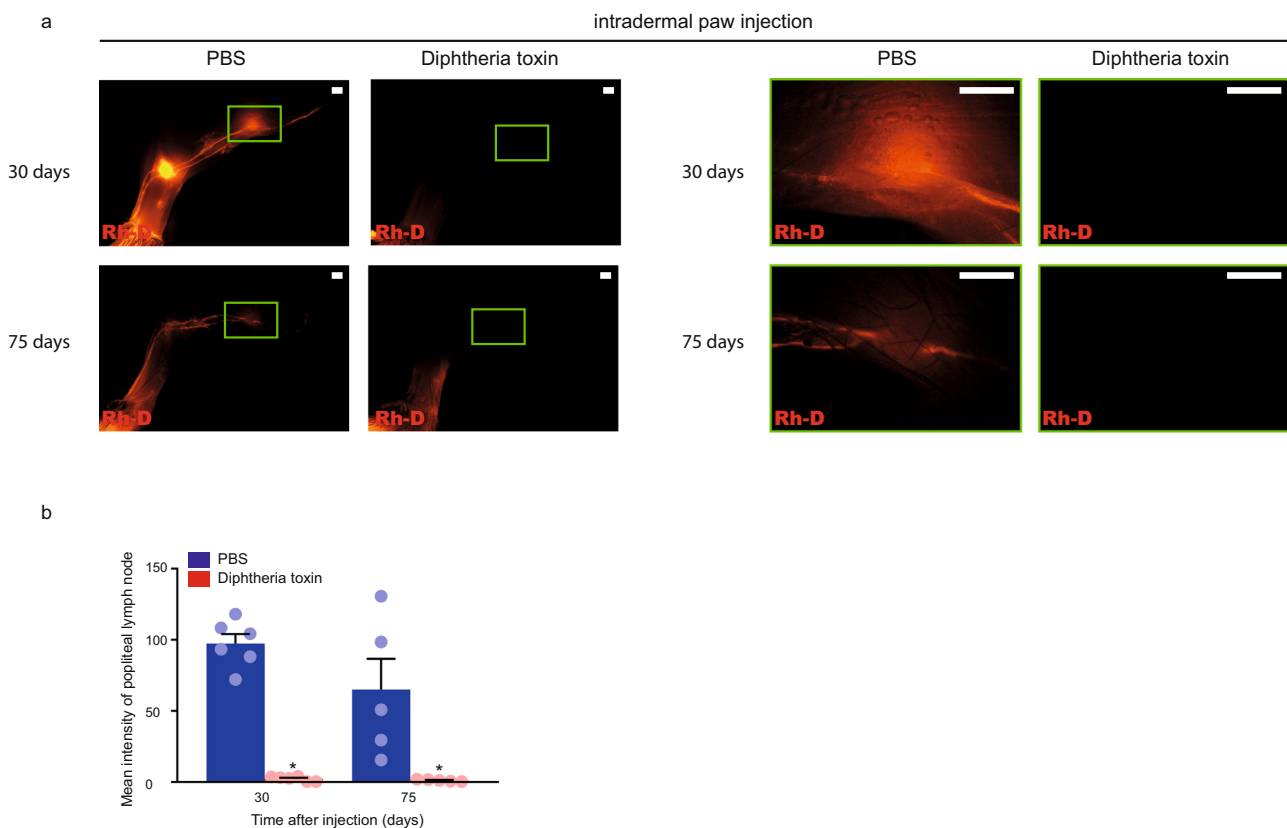 a
intradermal paw injection
PBS Diphtheria toxin PBS Diphtheria toxin
30 days 30 days
Rh-D Rh-D Rh-D Rh-D
75 days 75 days
Rh-D Rh-D Rh-D Rh-D
b
PBS
Diphtheria toxin
Mean intensity of popliteal lymph node
150
100
50
0
* *
30 75
Time after injection (days)